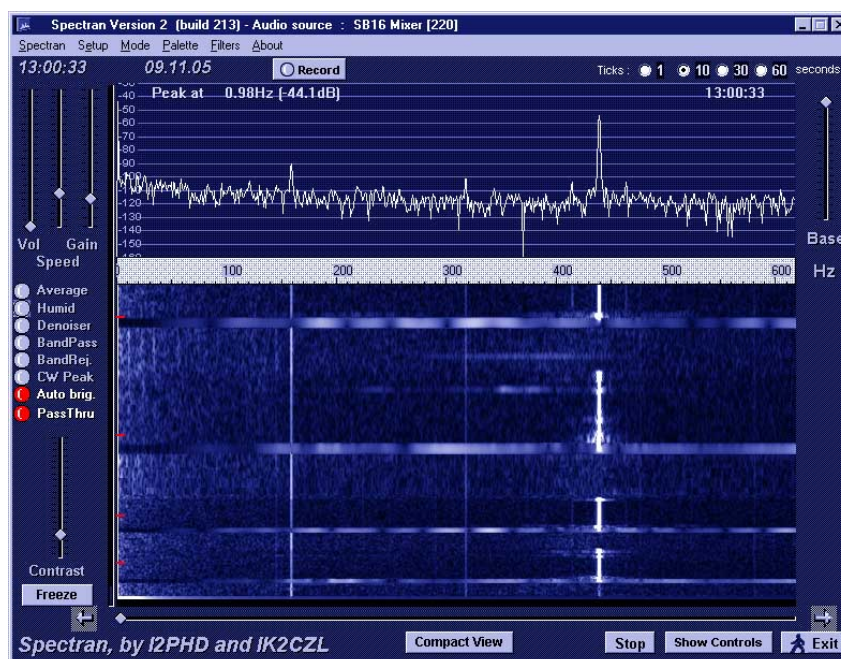 Spectran Version 2 (build 213) - Audio source : SB16 Mixer [220]
Spectran Setup Mode Palette Filters About
13:00:33 09.11.05 Record Ticks : 1 10 30 60 seconds
Peak at 0.98Hz (-44.1dB) 13:00:33
-40
-50
-60
-70
-80
-90
-100
-110
-120
-130
-140
-150
Vol Gain
Speed
Base
0 100 200 300 400 500 600 Hz
Average
Humid
Denoiser
BandPass
BandRej.
CW Peak
Auto brig.
PassThru
Contrast
Freeze
Spectran, by I2PHD and IK2CZL Compact View Stop Show Controls Exit